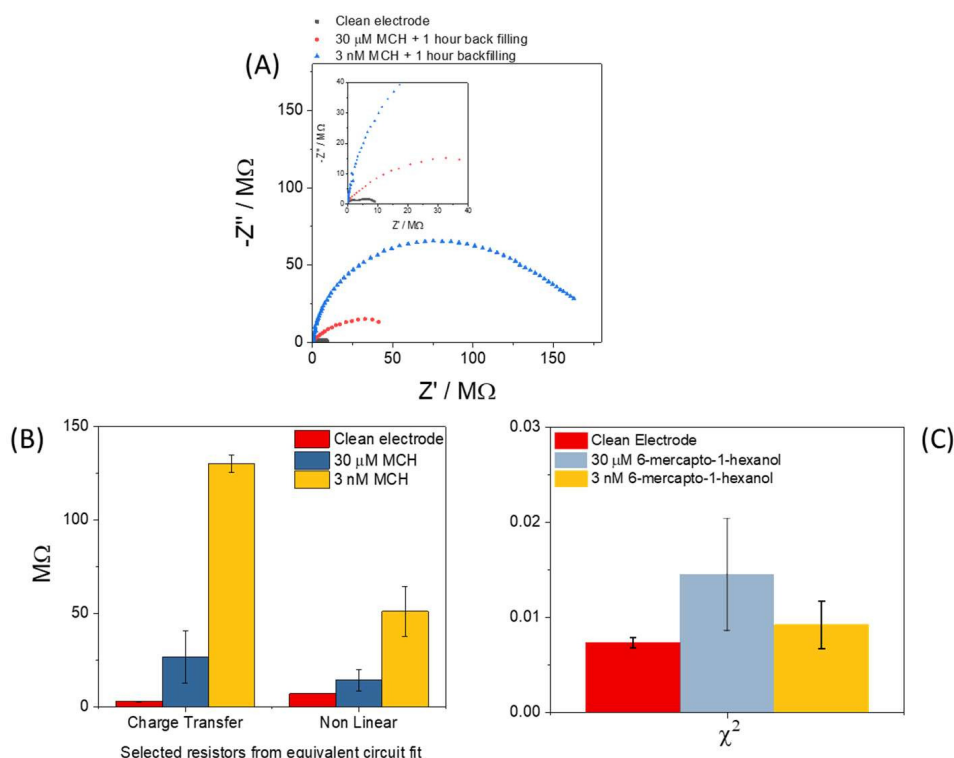 Clean electrode
30 μM MCH + 1 hour back filling
3 nM MCH + 1 hour backfilling
(A)
-Z" / MΩ
150
100
50
0
0 50 100 150
Z' / MΩ
-Z" / MΩ
40
30
20
10
0
0 10 20 30 40
Z' / MΩ
(B)
MΩ
150
100
50
0
Clean electrode
30 μM MCH
3 nM MCH
Charge Transfer Non Linear
Selected resistors from equivalent circuit fit
(C)
0.03
0.02
0.01
0.00
Clean Electrode
30 μM 6-mercapto-1-hexanol
3 nM 6-mercapto-1-hexanol
χ²